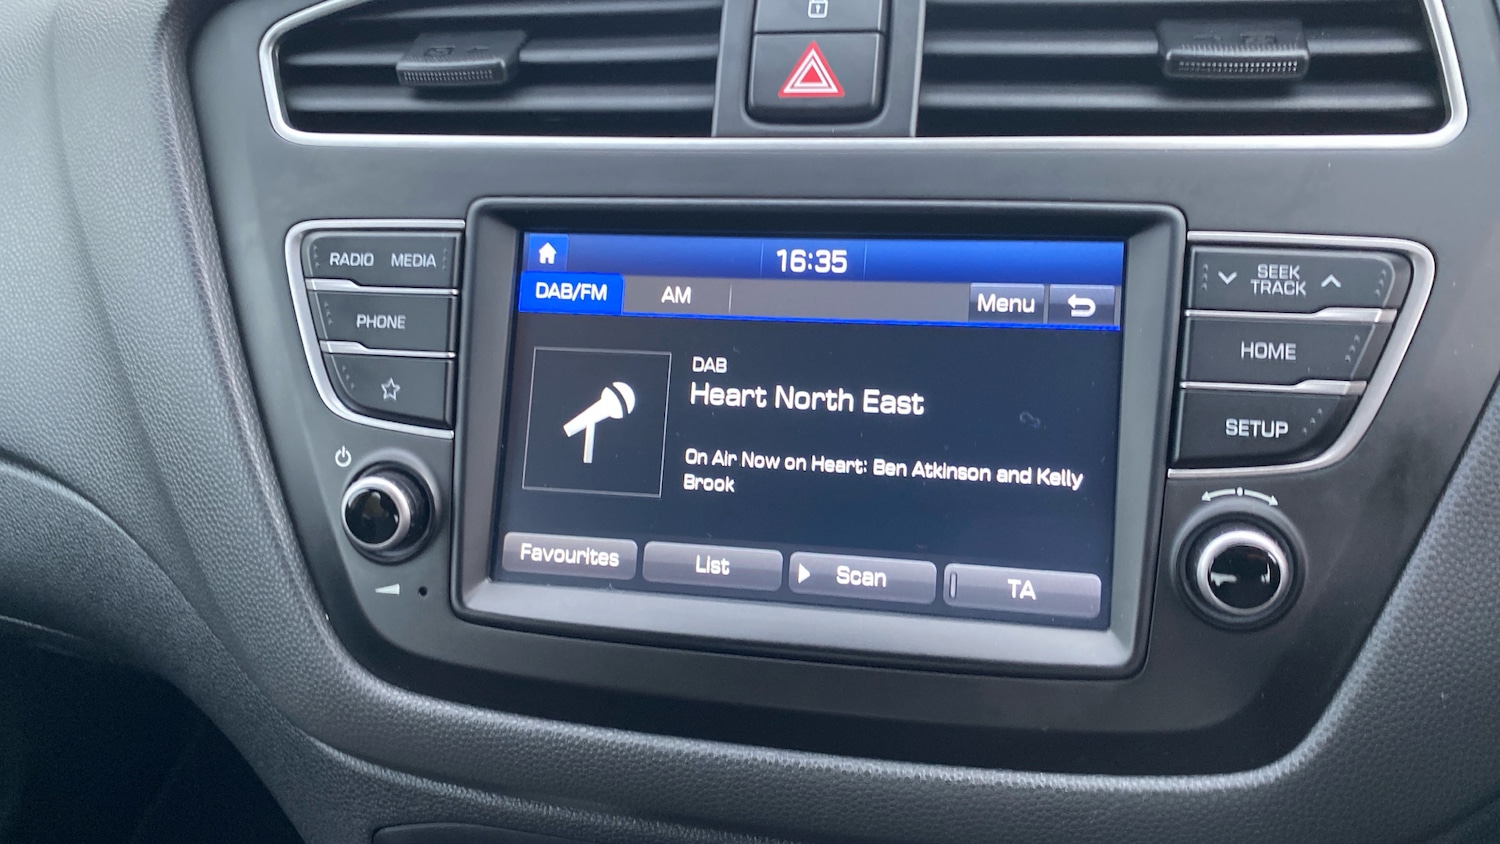 16:35
DAB/FM AM Menu
RADIO MEDIA
PHONE
SEEK
TRACK
HOME
SETUP
DAB
Heart North East
On Air Now on Heart: Ben Atkinson and Kelly
Brook
Favourites List Scan TA